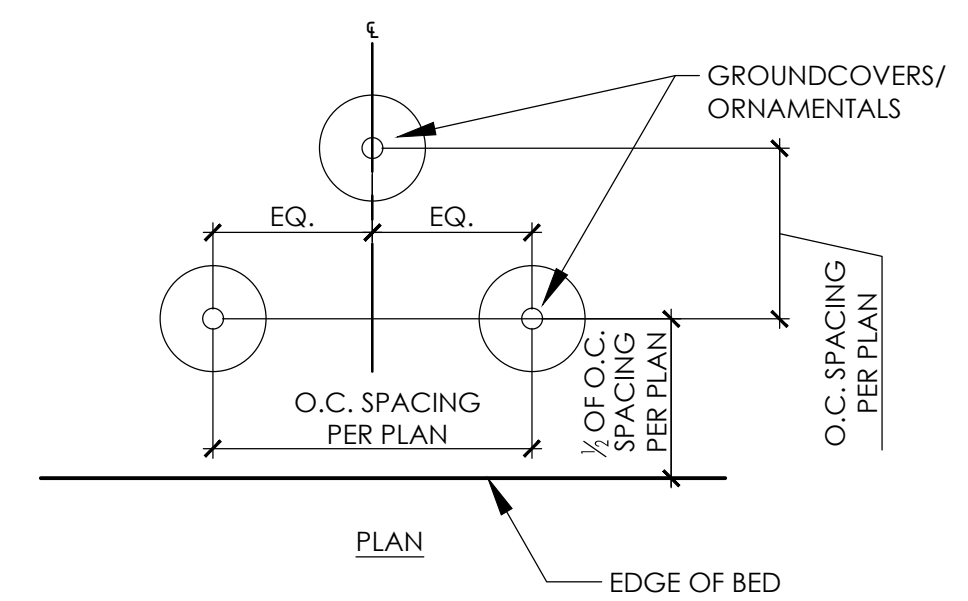 ℄
GROUNDCOVERS/
ORNAMENTALS
EQ.
EQ.
O.C. SPACING
PER PLAN
½ OF O.C.
SPACING
PER PLAN
O.C. SPACING
PER PLAN
PLAN
EDGE OF BED